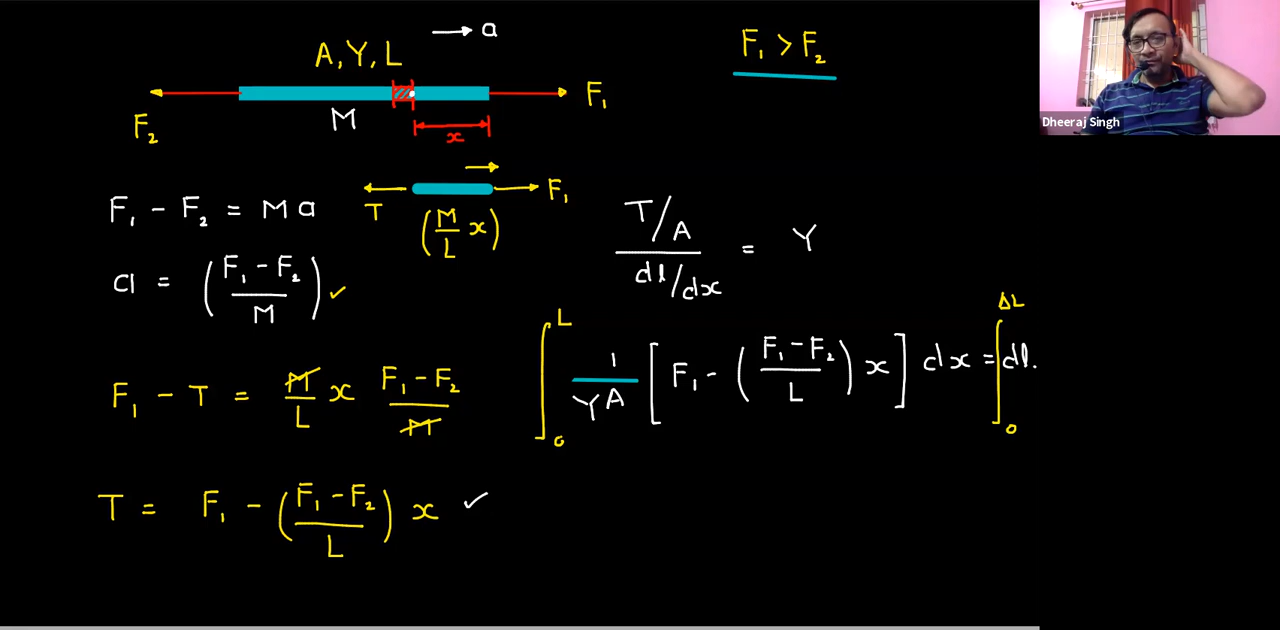 → a
A, Y, L
F₁ > F₂
F₂
F₁
M
x
T
F₁
(M/L x)
F₁ - F₂ = Ma
a = ((F₁ - F₂)/M) ✓
(T/A)/(dl/dx) = Y
F₁ - T = M/L x (F₁ - F₂)/M
∫₀ᴸ 1/(YA) [F₁ - ((F₁ - F₂)/L) x] dx = ∫₀^ΔL dl.
T = F₁ - ((F₁ - F₂)/L) x ✓
Dheeraj Singh